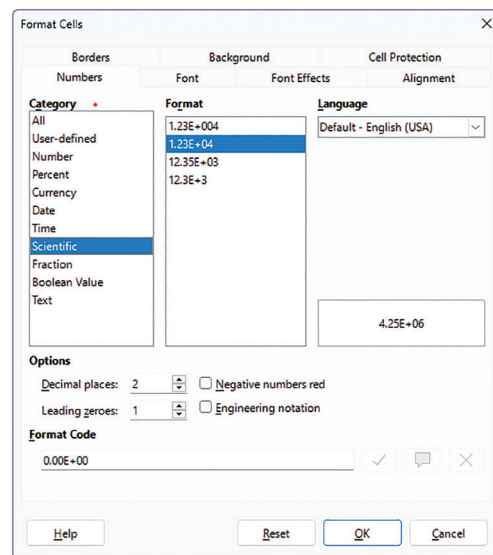 Format Cells
Borders Background Cell Protection
Numbers Font Font Effects Alignment
Category Format Language
All
User-defined
Number
Percent
Currency
Date
Time
Scientific
Fraction
Boolean Value
Text
1.23E+004
1.23E+04
12.35E+03
12.3E+3
Default - English (USA)
4.25E+06
Options
Decimal places: 2 Negative numbers red
Leading zeroes: 1 Engineering notation
Format Code
0.00E+00
Help Reset OK Cancel